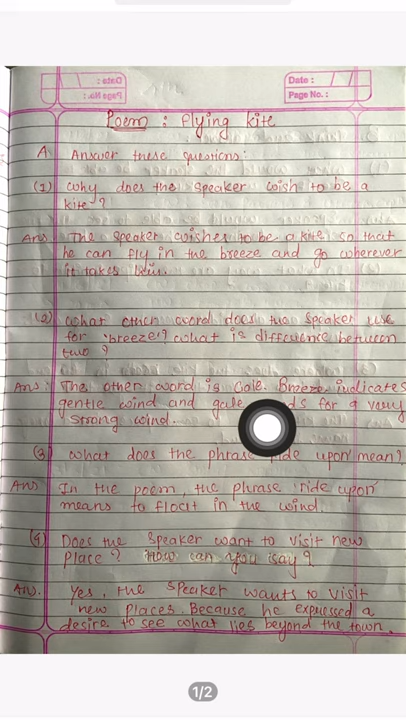 Date :
Page No. :
Poem : Flying kite
A Answer these questions:
(1) Why does the speaker wish to be a
kite?
Ans The speaker wishes to be a kite so that
he can fly in the breeze and go wherever
it takes him.
(2) What other word does the speaker use
for 'breeze'? What is difference between
two ?
Ans : The other word is Gale. Breeze indicates
gentle wind and gale for a very
strong wind.
(3) What does the phrase ride upon mean?
Ans In the poem, the phrase 'ride upon'
means to float in the wind.
(4) Does the speaker want to visit new
place? How can you say?
Ans. Yes, the speaker wants to visit
new places. Because he expressed a
desire to see what lies beyond the town.
1/2